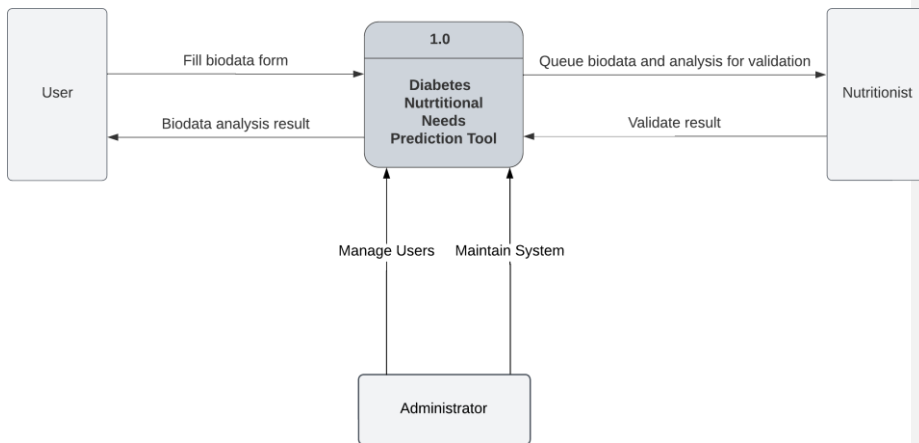 1.0
Fill biodata form
Queue biodata and analysis for validation
User
Diabetes
Nutrtitional
Needs
Prediction Tool
Nutritionist
Biodata analysis result
Validate result
Manage Users
Maintain System
Administrator